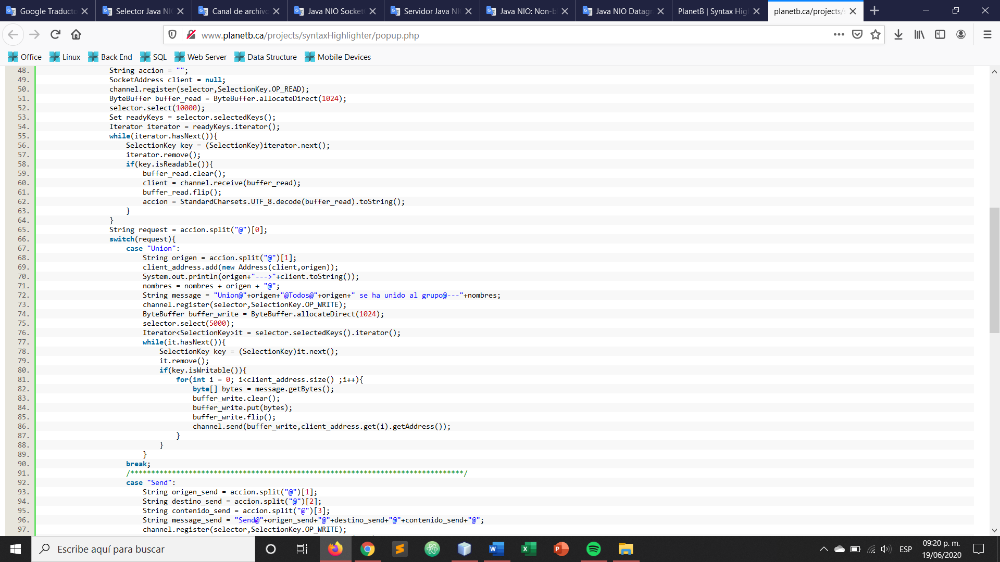 Google Traducto
Selector Java NI
Canal de archivo
Java NIO Socket
Servidor Java NI
Java NIO: Non-b
Java NIO Datagr
PlanetB | Syntax Hig
planetb.ca/projects/s
www.planetb.ca/projects/syntaxHighlighter/popup.php
Office Linux Back End SQL Web Server Data Structure Mobile Devices
48. String accion = "";
49. SocketAddress client = null;
50. channel.register(selector,SelectionKey.OP_READ);
51. ByteBuffer buffer_read = ByteBuffer.allocateDirect(1024);
52. selector.select(10000);
53. Set readyKeys = selector.selectedKeys();
54. Iterator iterator = readyKeys.iterator();
55. while(iterator.hasNext()){
56. SelectionKey key = (SelectionKey)iterator.next();
57. iterator.remove();
58. if(key.isReadable()){
59. buffer_read.clear();
60. client = channel.receive(buffer_read);
61. buffer_read.flip();
62. accion = StandardCharsets.UTF_8.decode(buffer_read).toString();
63. }
64. }
65. String request = accion.split("@")[0];
66. switch(request){
67. case "Union":
68. String origen = accion.split("@")[1];
69. client_address.add(new Address(client,origen));
70. System.out.println(origen+"--->"+client.toString());
71. nombres = nombres + origen + "@";
72. String message = "Union@"+origen+"@Todos@"+origen+" se ha unido al grupo@---"+nombres;
73. channel.register(selector,SelectionKey.OP_WRITE);
74. ByteBuffer buffer_write = ByteBuffer.allocateDirect(1024);
75. selector.select(5000);
76. Iterator<SelectionKey>it = selector.selectedKeys().iterator();
77. while(it.hasNext()){
78. SelectionKey key = (SelectionKey)it.next();
79. it.remove();
80. if(key.isWritable()){
81. for(int i = 0; i<client_address.size() ;i++){
82. byte[] bytes = message.getBytes();
83. buffer_write.clear();
84. buffer_write.put(bytes);
85. buffer_write.flip();
86. channel.send(buffer_write,client_address.get(i).getAddress());
87. }
88. }
89. }
90. break;
91. /********************************************************************************/
92. case "Send":
93. String origen_send = accion.split("@")[1];
94. String destino_send = accion.split("@")[2];
95. String contenido_send = accion.split("@")[3];
96. String message_send = "Send@"+origen_send+"@"+destino_send+"@"+contenido_send+"@";
97. channel.register(selector,SelectionKey.OP_WRITE);
Escribe aquí para buscar
ESP
09:20 p. m.
19/06/2020